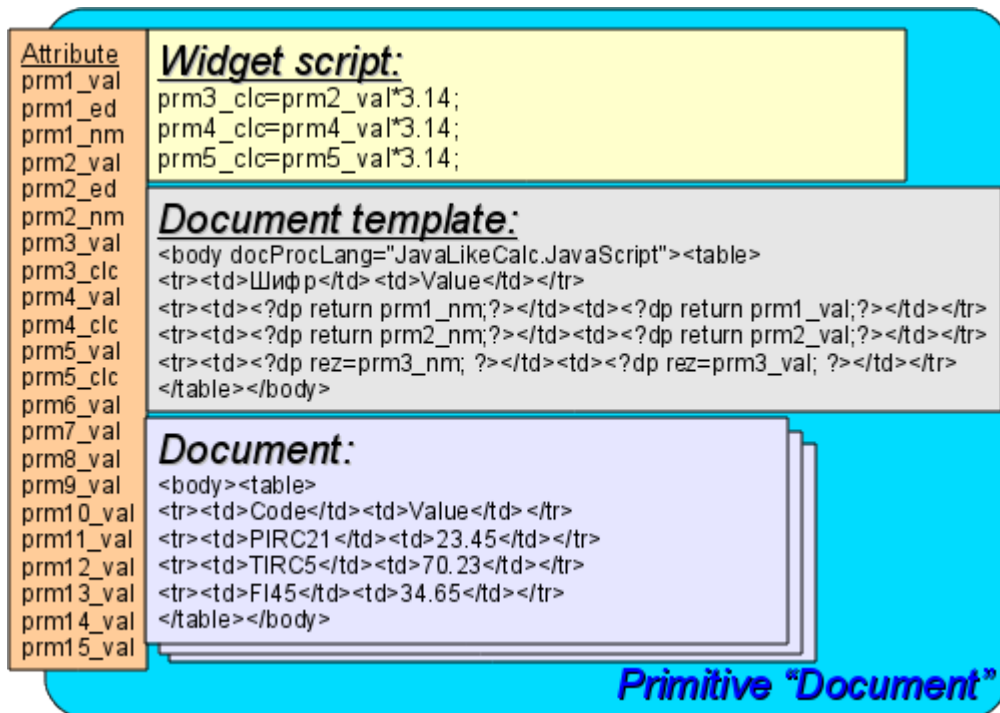 Attribute
prm1_val
prm1_ed
prm1_nm
prm2_val
prm2_ed
prm2_nm
prm3_val
prm3_clc
prm4_val
prm4_clc
prm5_val
prm5_clc
prm6_val
prm7_val
prm8_val
prm9_val
prm10_val
prm11_val
prm12_val
prm13_val
prm14_val
prm15_val
Widget script:
prm3_clc=prm2_val*3.14;
prm4_clc=prm4_val*3.14;
prm5_clc=prm5_val*3.14;
Document template:
<body docProcLang="JavaLikeCalc.JavaScript"><table>
<tr><td>Шифр</td> <td>Value</td></tr>
<tr><td><?dp return prm1_nm;?></td><td><?dp return prm1_val;?></td></tr>
<tr><td><?dp return prm2_nm;?></td><td><?dp return prm2_val;?></td></tr>
<tr><td><?dp rez=prm3_nm; ?></td><td><?dp rez=prm3_val; ?></td></tr>
</table></body>
Document:
<body><table>
<tr><td>Code</td><td>Value</td></tr>
<tr><td>PIRC21</td><td>23.45</td></tr>
<tr><td>TIRC5</td><td>70.23</td></tr>
<tr><td>FI45</td><td>34.65</td></tr>
</table></body>
Primitive “Document”